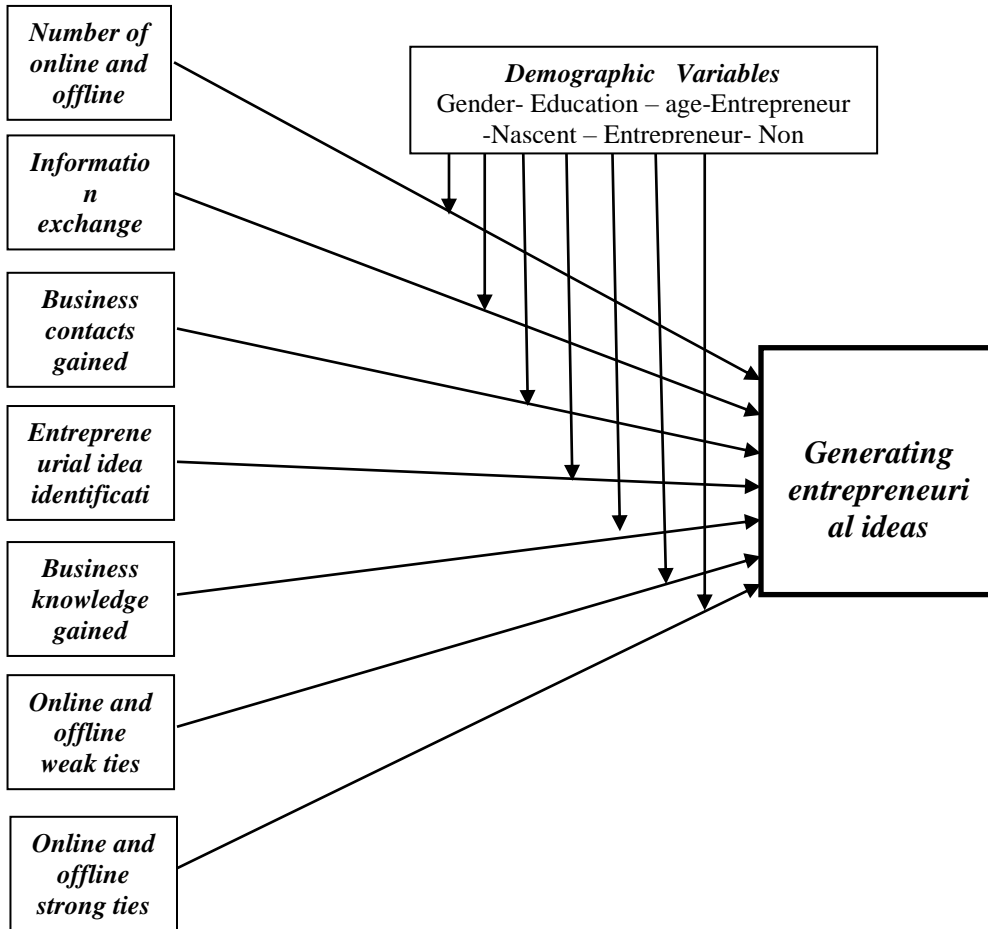 Number of
online and
offline
Demographic Variables
Gender- Education – age-Entrepreneur
-Nascent – Entrepreneur- Non
Informatio
n
exchange
Business
contacts
gained
Entreprene
urial idea
identificati
Generating
entrepreneuri
al ideas
Business
knowledge
gained
Online and
offline
weak ties
Online and
offline
strong ties